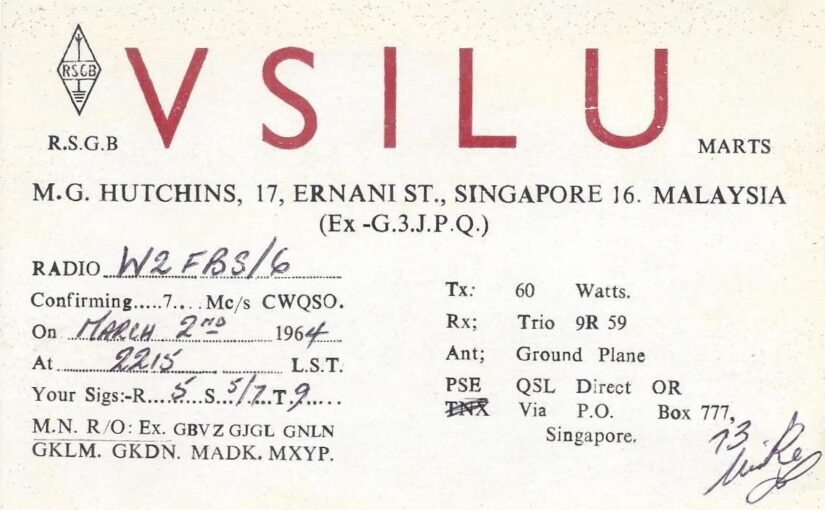 RSGB
VSILU
R.S.G.B
MARTS
M.G. HUTCHINS, 17, ERNANI ST., SINGAPORE 16. MALAYSIA
(Ex -G.3.J.P.Q.)
RADIO W2FBS/6
Confirming.....7.... Mc/s CWQSO.
On MARCH 2ND 1964
At 2215 L.S.T.
Your Sigs:-R...5...S...5/7..T.9.....
M.N. R/O: Ex. GBVZ GJGL GNLN
GKLM. GKDN. MADK. MXYP.
Tx: 60 Watts.
Rx; Trio 9R 59
Ant; Ground Plane
PSE QSL Direct OR
TNX Via P.O. Box 777,
Singapore.
73
Mike